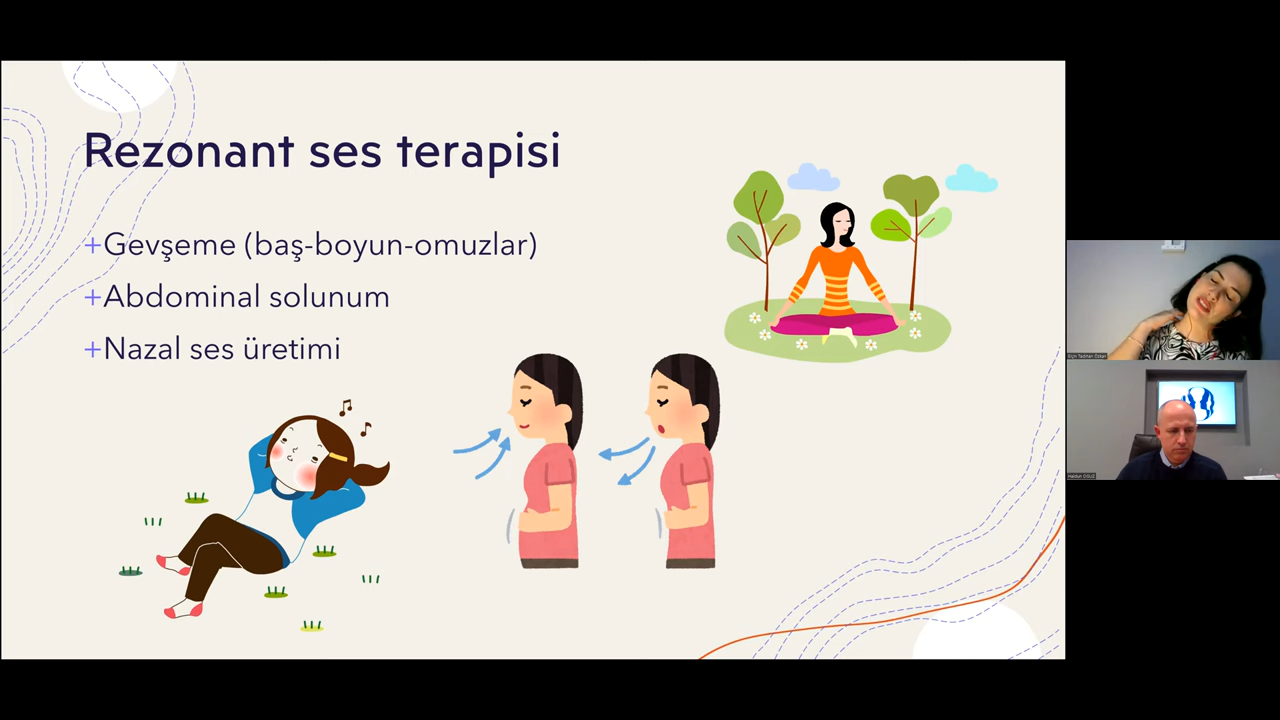 Rezonant ses terapisi
+Gevşeme (baş-boyun-omuzlar)
+Abdominal solunum
+Nazal ses üretimi